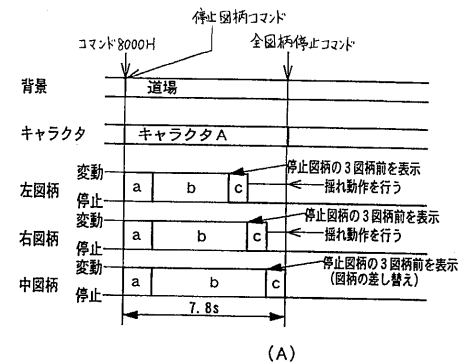 停止図柄コマンド
コマンド8000H
全図柄停止コマンド
背景
道場
キャラクタ
キャラクタA
変動
停止図柄の3図柄前を表示
左図柄
a
b
c
揺れ動作を行う
停止
変動
停止図柄の3図柄前を表示
右図柄
a
b
c
揺れ動作を行う
停止
変動
停止図柄の3図柄前を表示
(図柄の差し替え)
中図柄
a
b
c
停止
7.8s
(A)